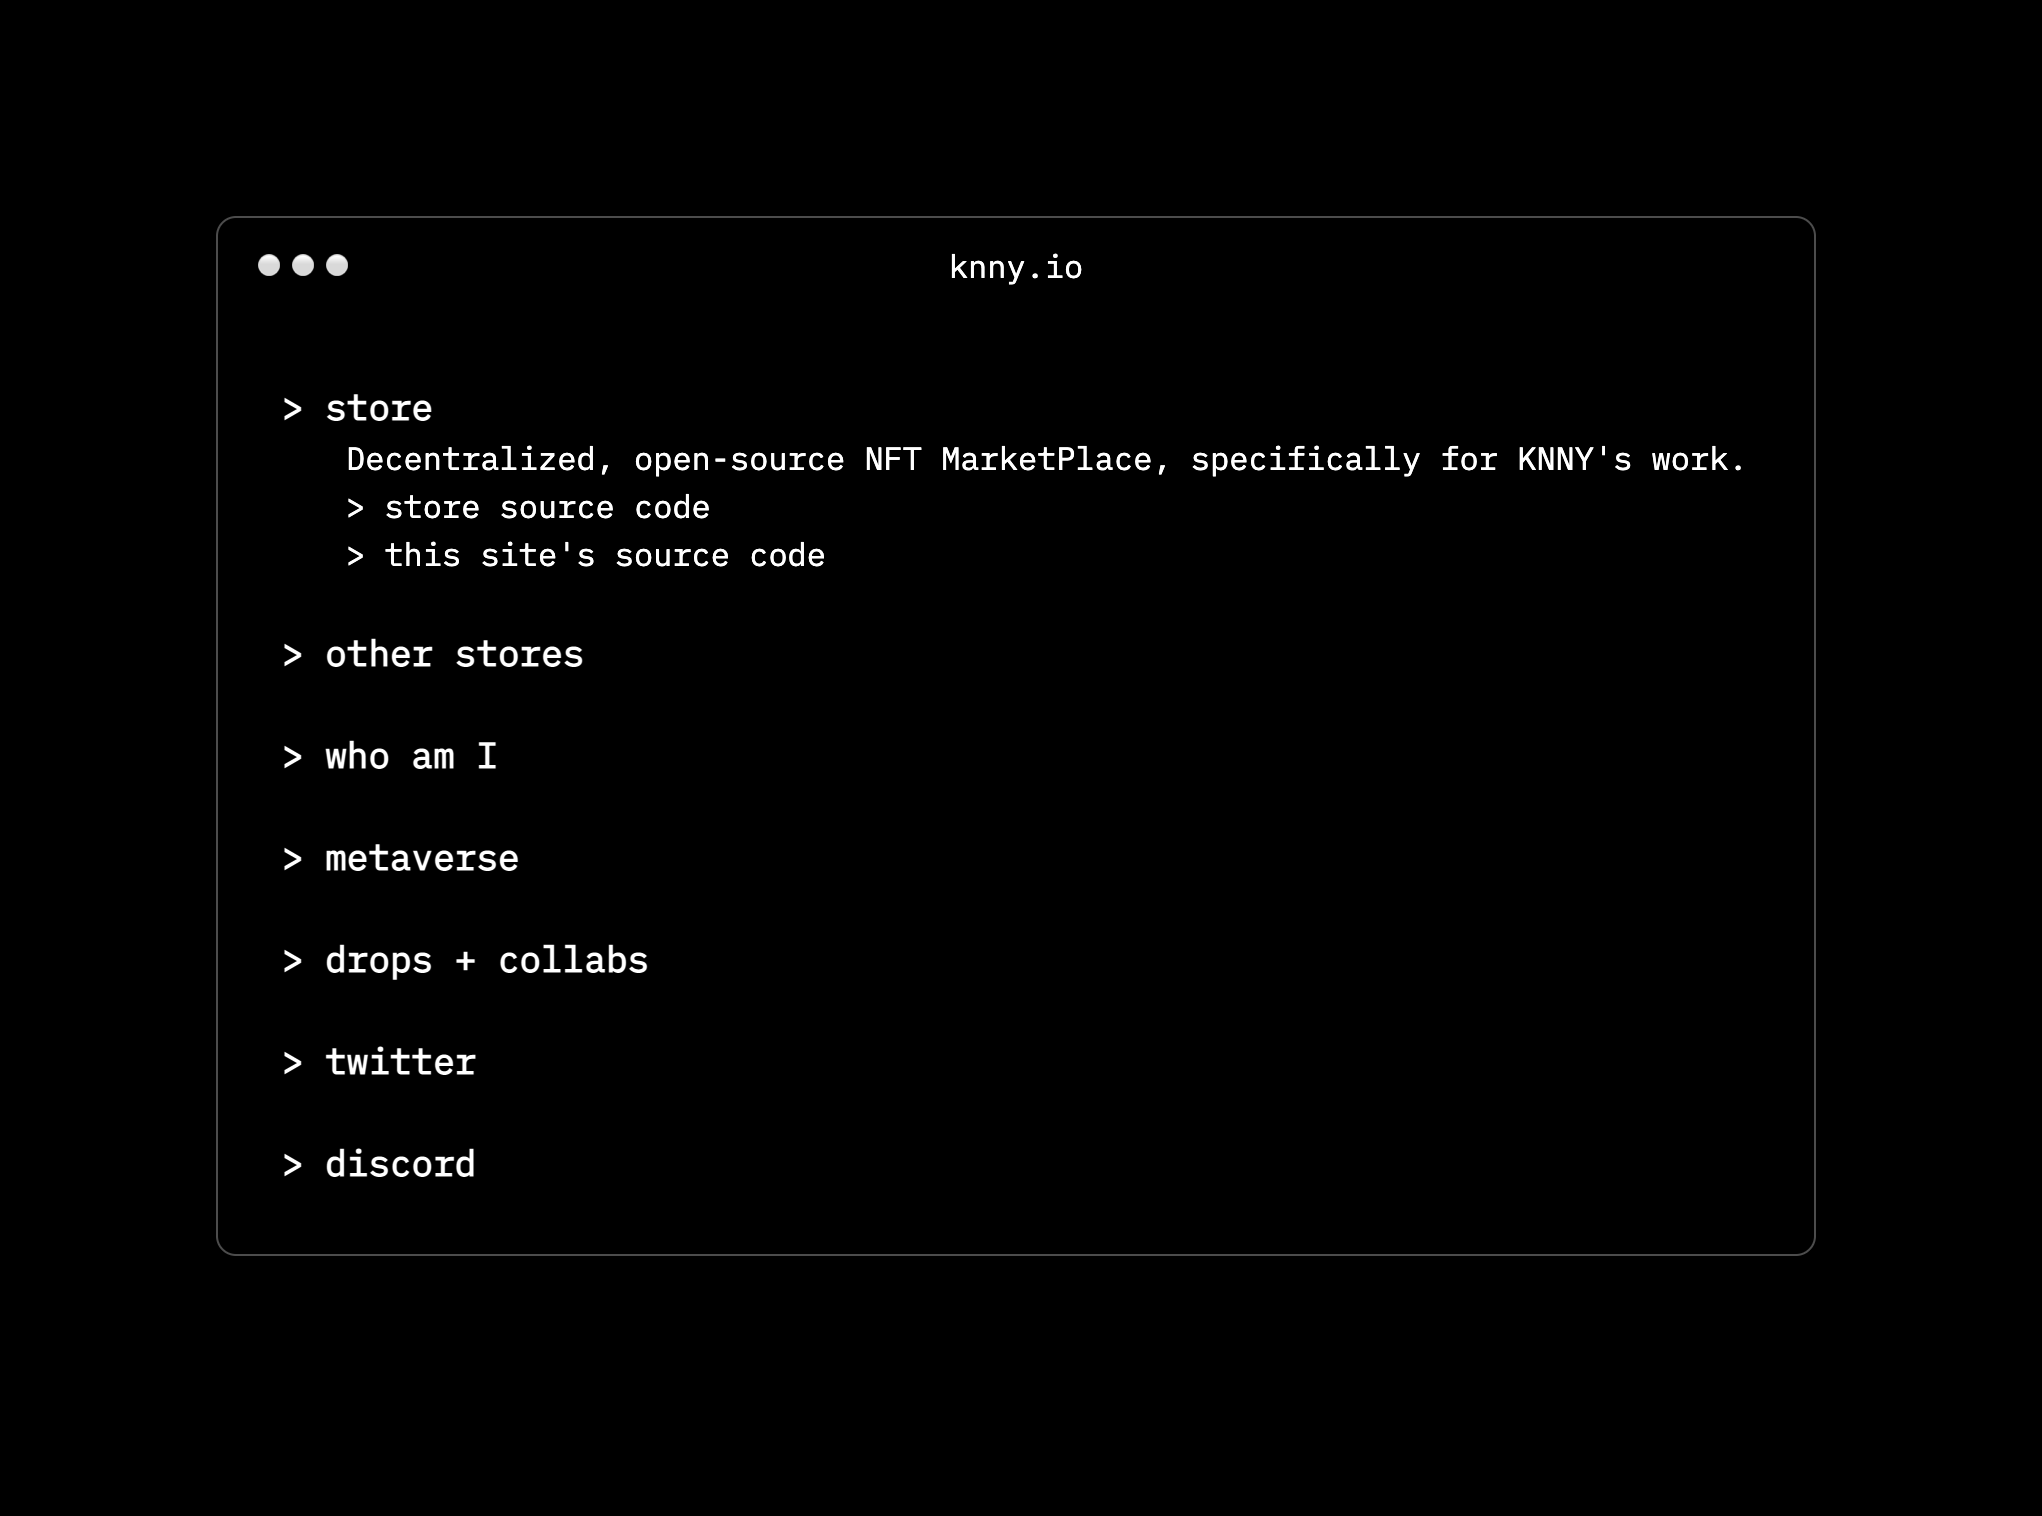 knny.io
> store
Decentralized, open-source NFT MarketPlace, specifically for KNNY's work.
> store source code
> this site's source code
> other stores
> who am I
> metaverse
> drops + collabs
> twitter
> discord